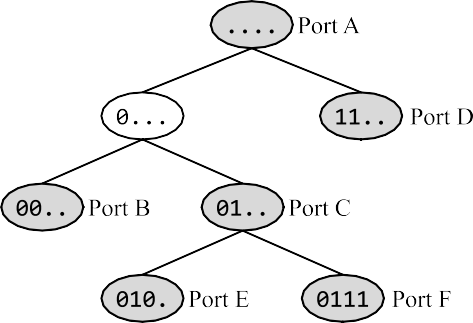 .... Port A
0... 11.. Port D
00.. Port B 01.. Port C
010. Port E 0111 Port F